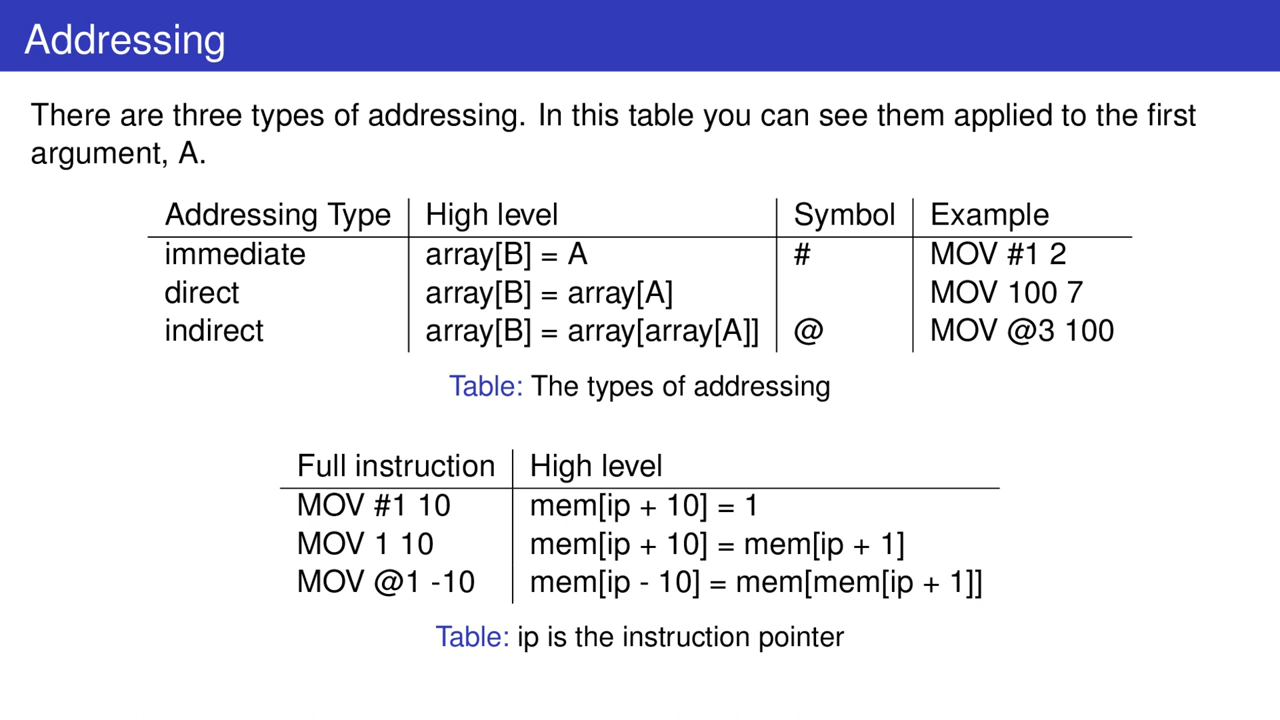 Addressing
There are three types of addressing. In this table you can see them applied to the first
argument, A.
Addressing Type High level Symbol Example
immediate array[B] = A # MOV #1 2
direct array[B] = array[A] MOV 100 7
indirect array[B] = array[array[A]] @ MOV @3 100
Table: The types of addressing
Full instruction High level
MOV #1 10 mem[ip + 10] = 1
MOV 1 10 mem[ip + 10] = mem[ip + 1]
MOV @1 -10 mem[ip - 10] = mem[mem[ip + 1]]
Table: ip is the instruction pointer